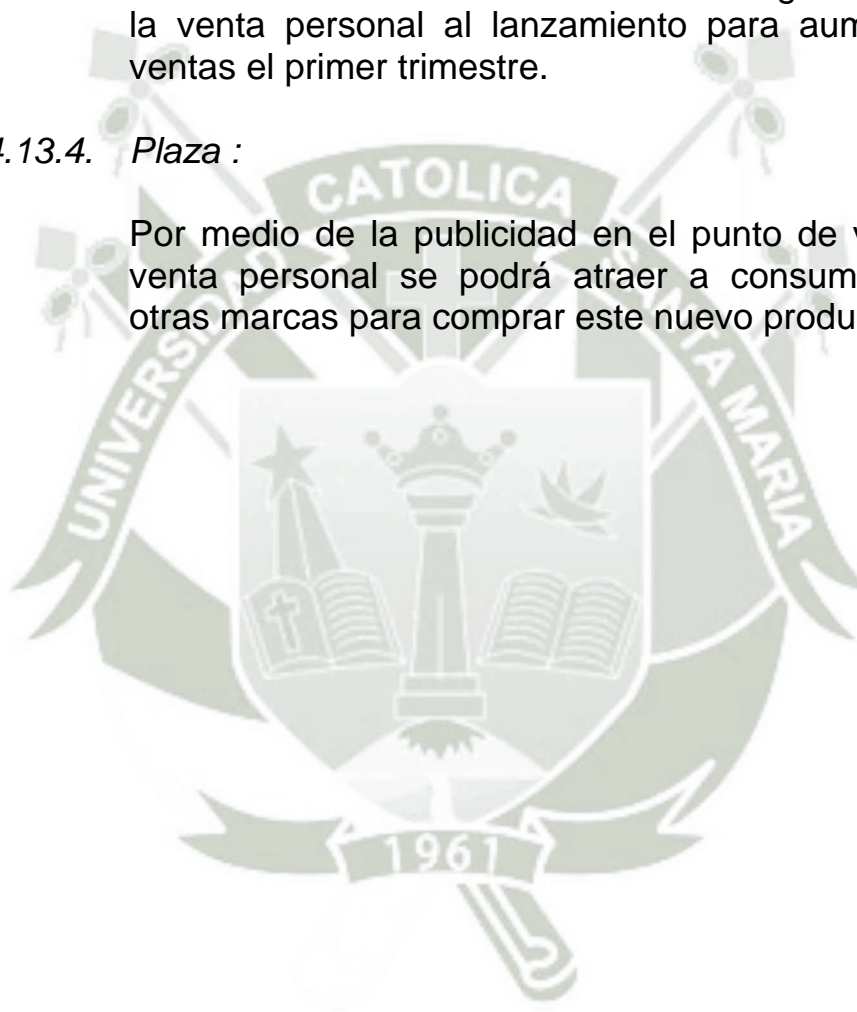 la venta personal al lanzamiento para aum
ventas el primer trimestre.
4.13.4. Plaza :
Por medio de la publicidad en el punto de v
venta personal se podrá atraer a consum
otras marcas para comprar este nuevo produ
UNIVERSIDAD CATOLICA SANTA MARIA
1961